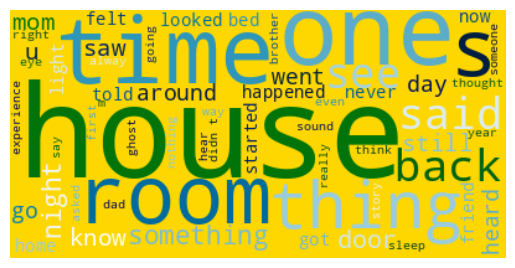 mom
right
u
eye
felt
saw
alway
light
time
going
looked
bed
brother
one
see
now
s
someone
thought
told
around
went
happened
never
day
experience
house
said
still
year
say
first
m
ghost
nothing
way
hear
didn t
started
sound
even
really
think
back
go
night
asked
dad
room
thing
story
friend
heard
home
know
something
got
door
sleep